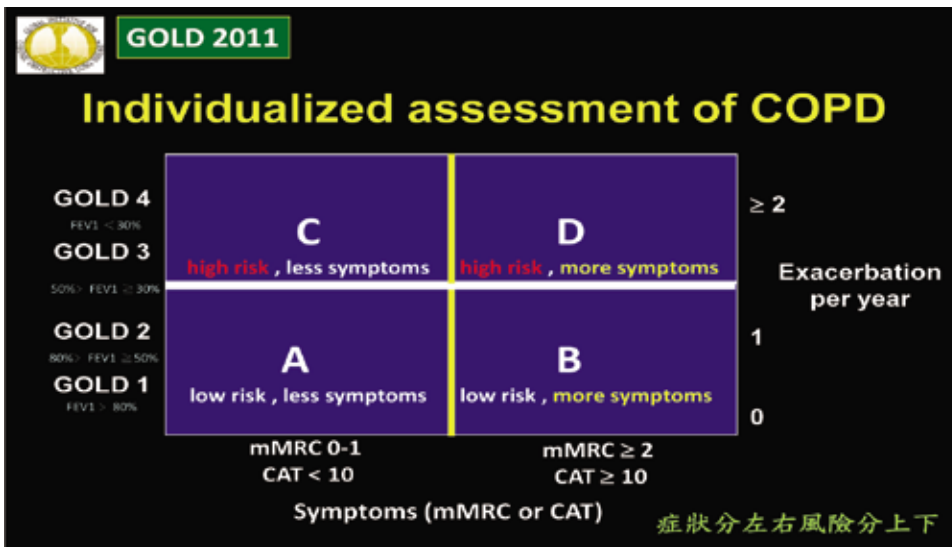 GOLD 2011
Individualized assessment of COPD
GOLD 4
FEV1 < 30%
GOLD 3
50%> FEV1 ≥ 30%
GOLD 2
80%> FEV1 ≥ 50%
GOLD 1
FEV1 > 80%
C
high risk , less symptoms
D
high risk , more symptoms
A
low risk , less symptoms
B
low risk , more symptoms
≥ 2
Exacerbation
per year
1
0
mMRC 0-1
CAT < 10
mMRC ≥ 2
CAT ≥ 10
Symptoms (mMRC or CAT)
症狀分左右風險分上下